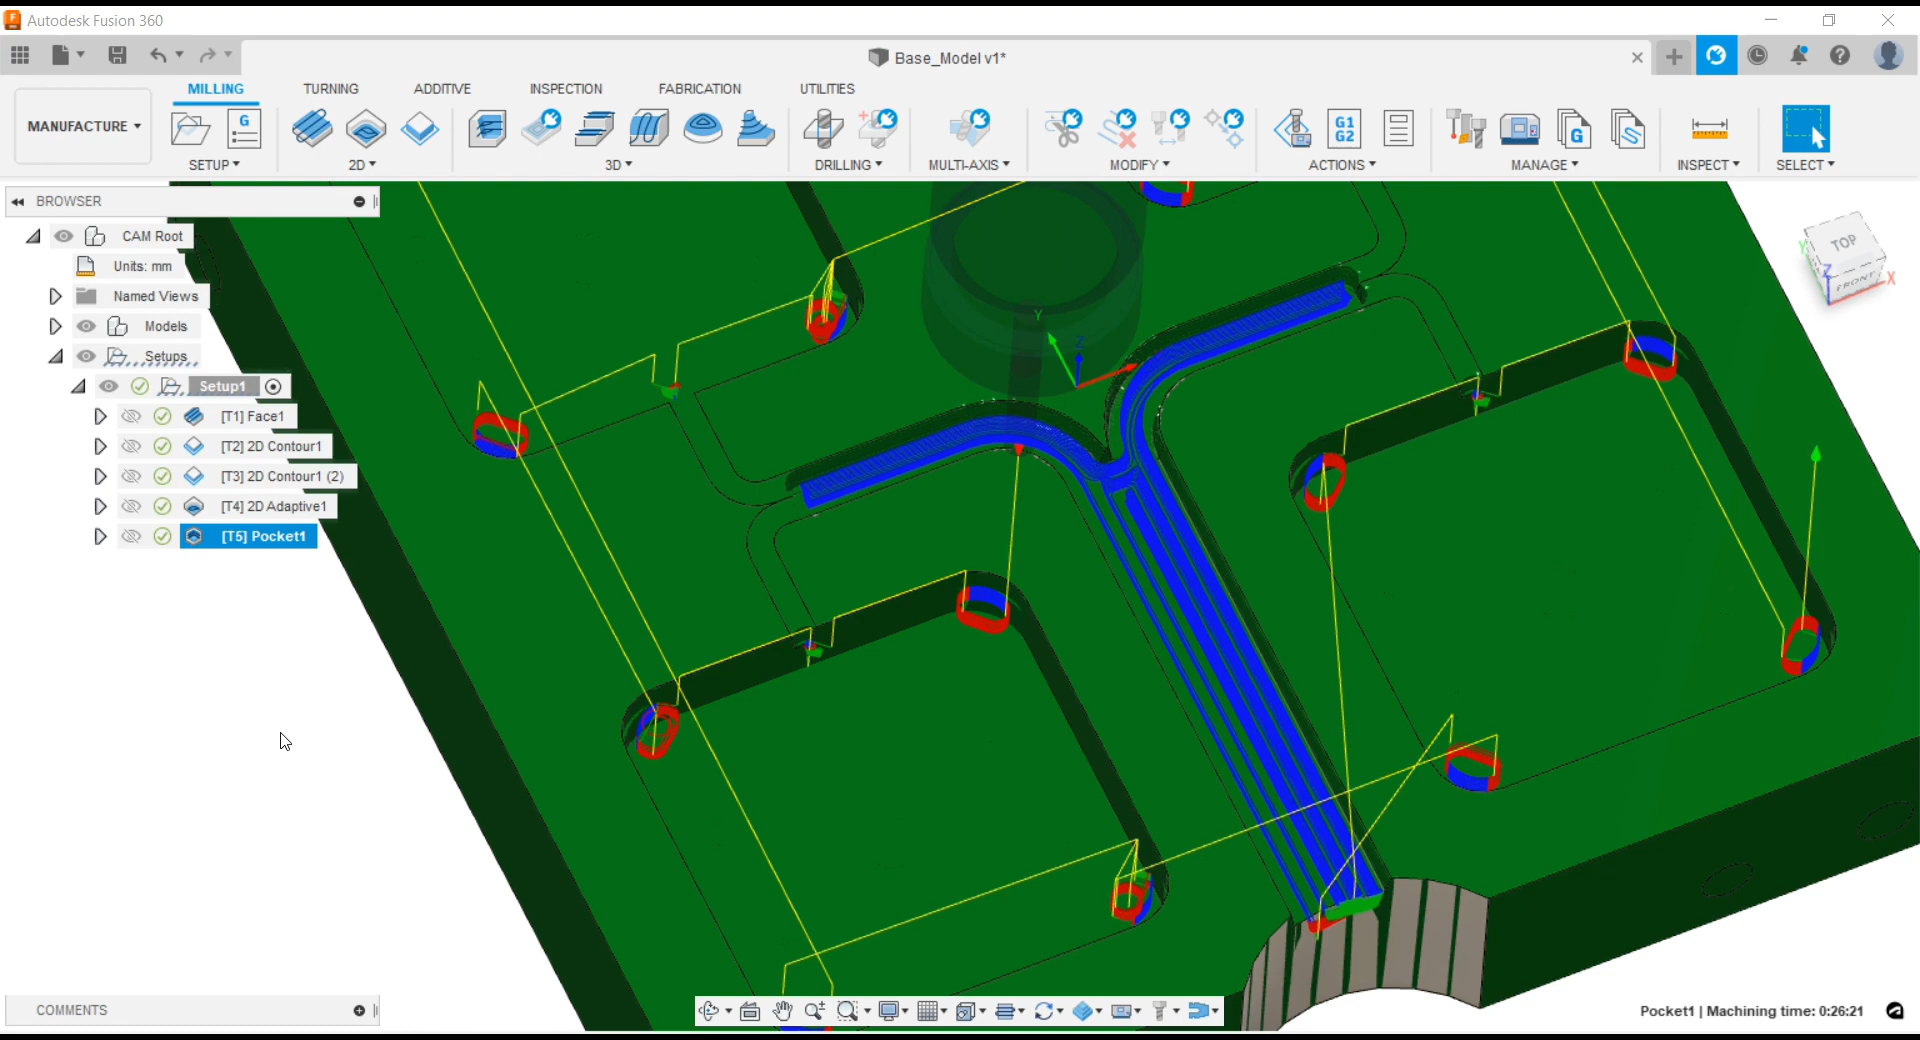 Autodesk Fusion 360
Base_Model v1*
MANUFACTURE
MILLING TURNING ADDITIVE INSPECTION FABRICATION UTILITIES
G
G1
G2
G
SETUP 2D 3D DRILLING MULTI-AXIS MODIFY ACTIONS MANAGE INSPECT SELECT
BROWSER
CAM Root
Units: mm
Named Views
Models
Setups
Setup1
[T1] Face1
[T2] 2D Contour1
[T3] 2D Contour1 (2)
[T4] 2D Adaptive1
[T5] Pocket1
TOP
FRONT
Y
Z
X
Y
Z
COMMENTS
Pocket1 | Machining time: 0:26:21